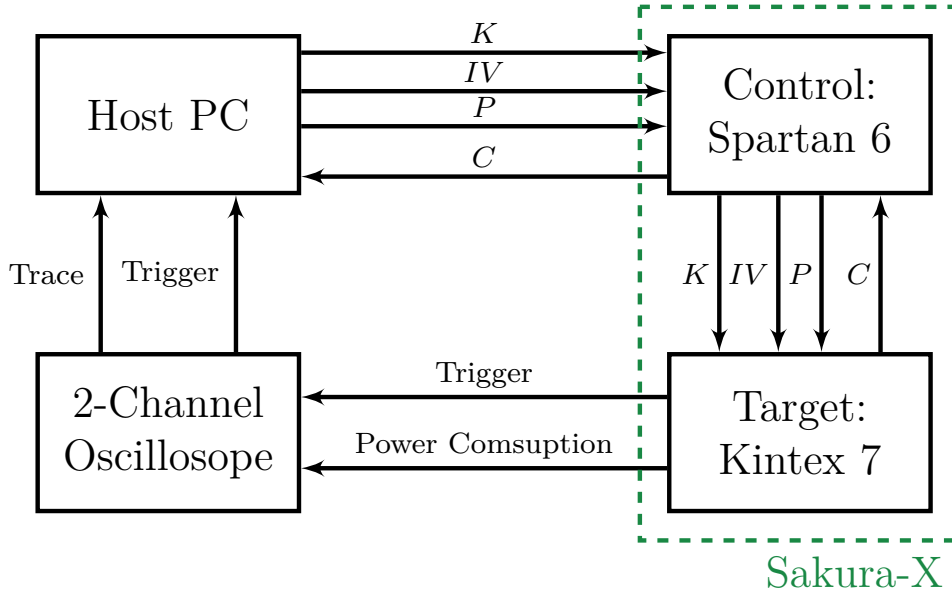 K
IV
P
C
Host PC
Control:
Spartan 6
Trace
Trigger
K
IV
P
C
2-Channel
Oscillosope
Trigger
Power Comsuption
Target:
Kintex 7
Sakura-X